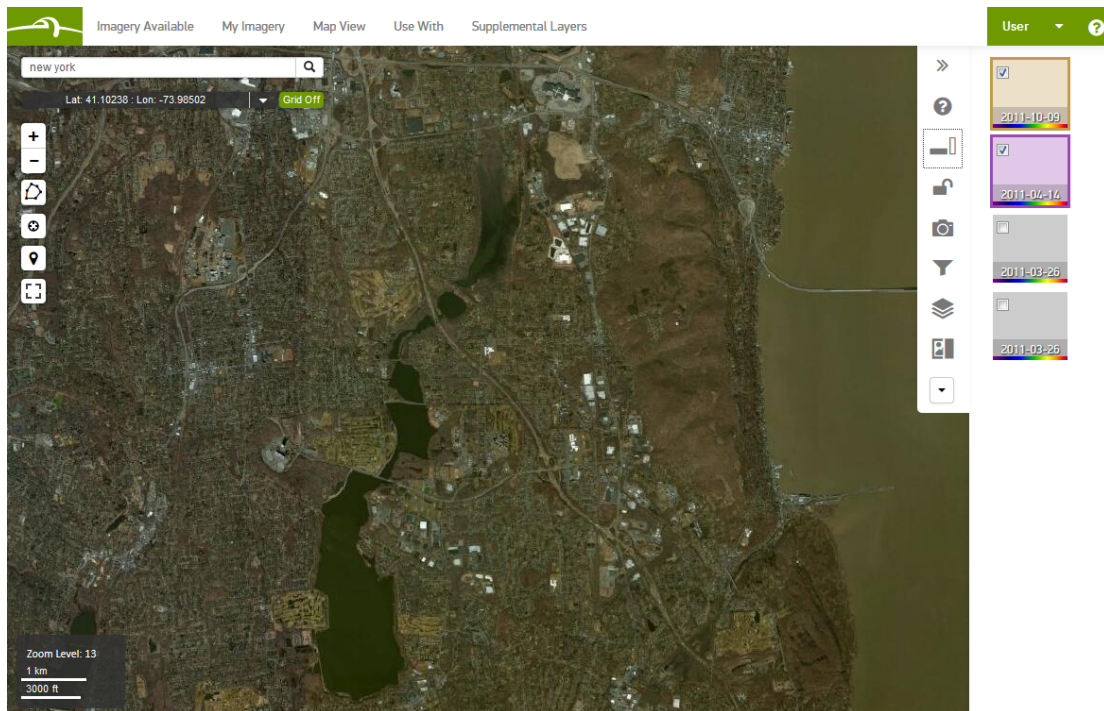 Imagery Available My Imagery Map View Use With Supplemental Layers User ?
new york
Lat: 41.10238 : Lon: -73.98502 Grid Off
2011-10-09
2011-04-14
2011-03-26
2011-03-26
Zoom Level: 13
1 km
3000 ft